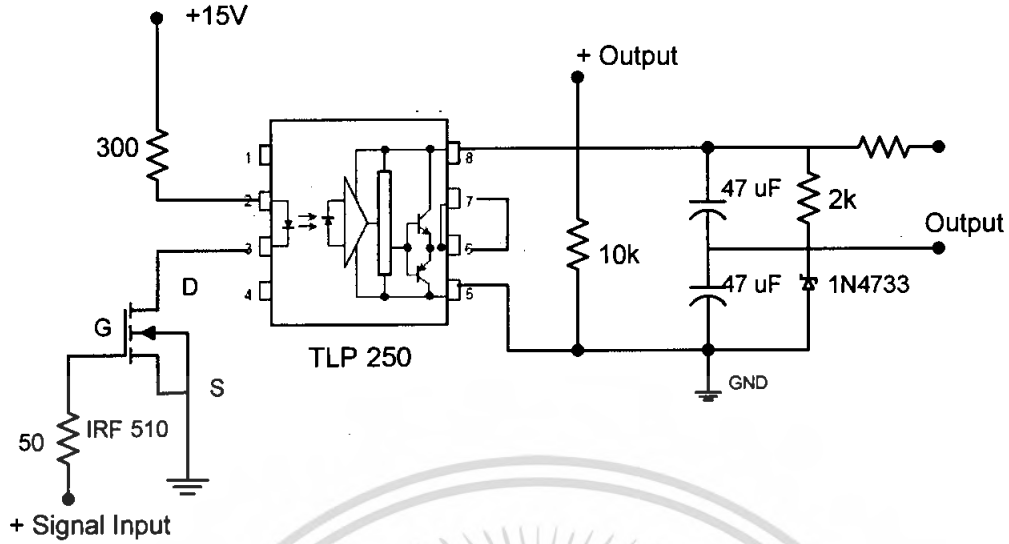 +15V
+ Output
300
1
2
3
4
8
7
6
5
47 uF
2k
Output
10k
47 uF
1N4733
D
G
S
TLP 250
GND
50
IRF 510
+ Signal Input